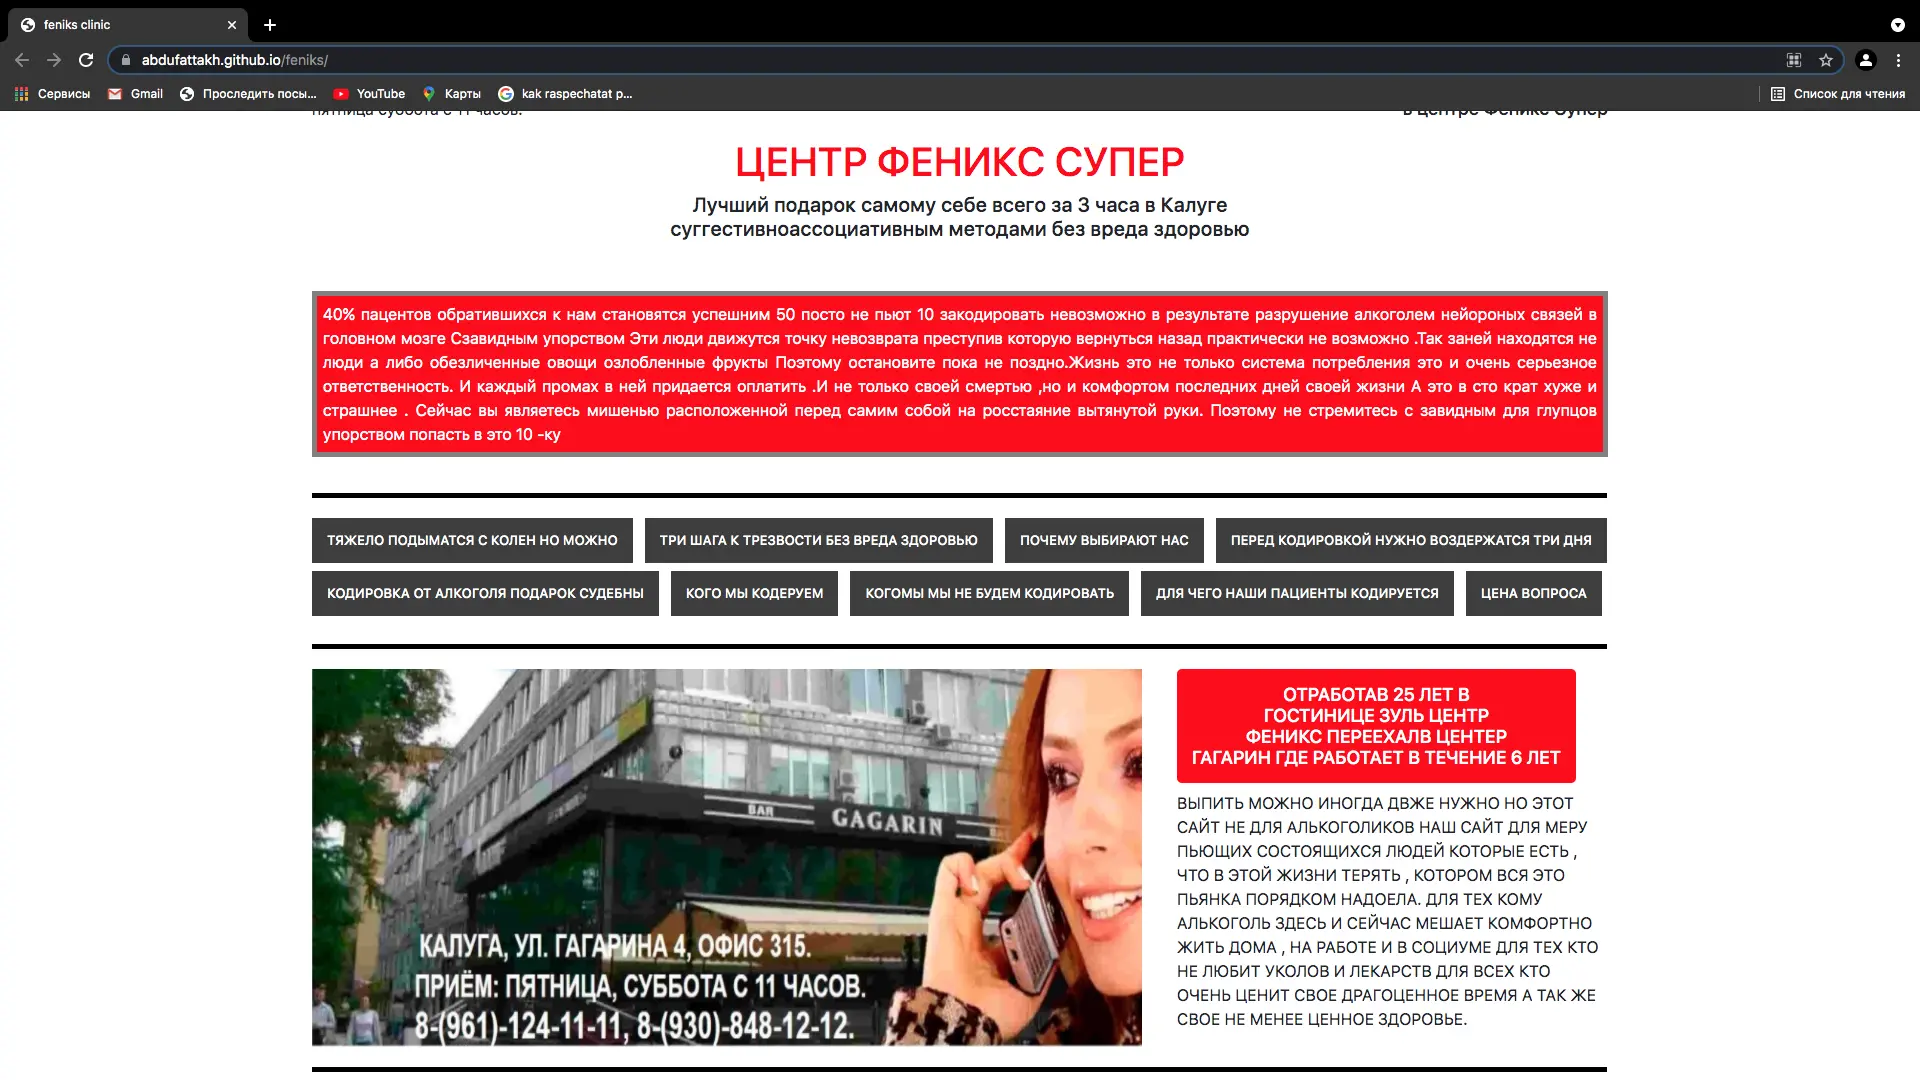 feniks clinic
abdufattakh.github.io/feniks/
Сервисы
Gmail
Проследить посы...
YouTube
Карты
kak raspechatat p...
Список для чтения
пятница суббота с 11 часов.
в центре Феникс Супер
ЦЕНТР ФЕНИКС СУПЕР
Лучший подарок самому себе всего за 3 часа в Калуге
суггестивноассоциативным методами без вреда здоровью
40% пацентов обратившихся к нам становятся успешним 50 посто не пьют 10 закодировать невозможно в результате разрушение алкоголем нейороных связей в
головном мозге Сзавидным упорством Эти люди движутся точку невозврата преступив которую вернуться назад практически не возможно .Так заней находятся не
люди а либо обезличенные овощи озлобленные фрукты Поэтому остановите пока не поздно.Жизнь это не только система потребления это и очень серьезное
ответственность. И каждый промах в ней придается оплатить .И не только своей смертью ,но и комфортом последних дней своей жизни А это в сто крат хуже и
страшнее . Сейчас вы являетесь мишенью расположенной перед самим собой на росстаяние вытянутой руки. Поэтому не стремитесь с завидным для глупцов
упорством попасть в это 10 -ку
ТЯЖЕЛО ПОДЫМАТСЯ С КОЛЕН НО МОЖНО
ТРИ ШАГА К ТРЕЗВОСТИ БЕЗ ВРЕДА ЗДОРОВЬЮ
ПОЧЕМУ ВЫБИРАЮТ НАС
ПЕРЕД КОДИРОВКОЙ НУЖНО ВОЗДЕРЖАТСЯ ТРИ ДНЯ
КОДИРОВКА ОТ АЛКОГОЛЯ ПОДАРОК СУДЕБНЫ
КОГО МЫ КОДЕРУЕМ
КОГОМЫ МЫ НЕ БУДЕМ КОДИРОВАТЬ
ДЛЯ ЧЕГО НАШИ ПАЦИЕНТЫ КОДИРУЕТСЯ
ЦЕНА ВОПРОСА
BAR
GAGARIN
КАЛУГА, УЛ. ГАГАРИНА 4, ОФИС 315.
ПРИЁМ: ПЯТНИЦА, СУББОТА С 11 ЧАСОВ.
8-(961)-124-11-11, 8-(930)-848-12-12.
ОТРАБОТАВ 25 ЛЕТ В
ГОСТИНИЦЕ ЗУЛЬ ЦЕНТР
ФЕНИКС ПЕРЕЕХАЛВ ЦЕНТЕР
ГАГАРИН ГДЕ РАБОТАЕТ В ТЕЧЕНИЕ 6 ЛЕТ
ВЫПИТЬ МОЖНО ИНОГДА ДВЖЕ НУЖНО НО ЭТОТ
САЙТ НЕ ДЛЯ АЛЬКОГОЛИКОВ НАШ САЙТ ДЛЯ МЕРУ
ПЬЮЩИХ СОСТОЯЩИХСЯ ЛЮДЕЙ КОТОРЫЕ ЕСТЬ ,
ЧТО В ЭТОЙ ЖИЗНИ ТЕРЯТЬ , КОТОРОМ ВСЯ ЭТО
ПЬЯНКА ПОРЯДКОМ НАДОЕЛА. ДЛЯ ТЕХ КОМУ
АЛЬКОГОЛЬ ЗДЕСЬ И СЕЙЧАС МЕШАЕТ КОМФОРТНО
ЖИТЬ ДОМА , НА РАБОТЕ И В СОЦИУМЕ ДЛЯ ТЕХ КТО
НЕ ЛЮБИТ УКОЛОВ И ЛЕКАРСТВ ДЛЯ ВСЕХ КТО
ОЧЕНЬ ЦЕНИТ СВОЕ ДРАГОЦЕННОЕ ВРЕМЯ А ТАК ЖЕ
СВОЕ НЕ МЕНЕЕ ЦЕННОЕ ЗДОРОВЬЕ.